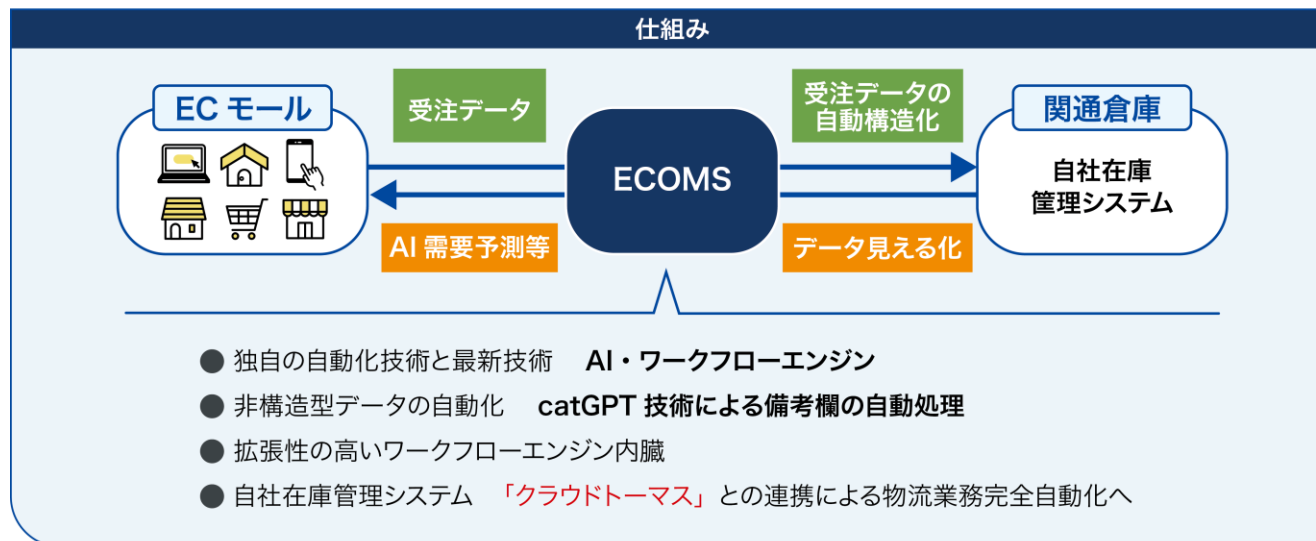 仕組み
EC モール
受注データ
ECOMS
受注データの
自動構造化
関通倉庫
自社在庫
筐理システム
AI 需要予測等
データ見える化
● 独自の自動化技術と最新技術 AI・ワークフローエンジン
● 非構造型データの自動化 catGPT 技術による備考欄の自動処理
● 拡張性の高いワークフローエンジン内臓
● 自社在庫管理システム 「クラウドトーマス」との連携による物流業務完全自動化へ